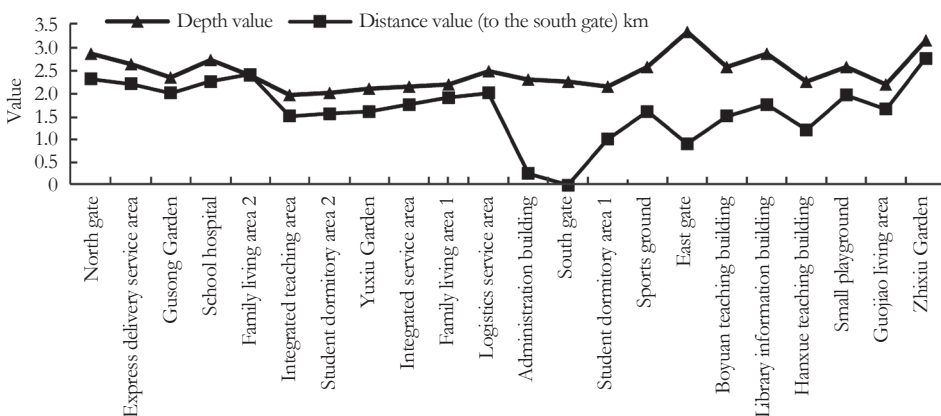 Depth value
Distance value (to the south gate) km
Value
3.5
3.0
2.5
2.0
1.5
1.0
0.5
0
North gate
Express delivery service area
Gusong Garden
School hospital
Family living area 2
Integrated teaching area
Student dormitory area 2
Yuxiu Garden
Integrated service area
Family living area 1
Logistics service area
Administration building
South gate
Student dormitory area 1
Sports ground
East gate
Boyuan teaching building
Library information building
Hanxue teaching building
Small playground
Guojiao living area
Zhixiu Garden